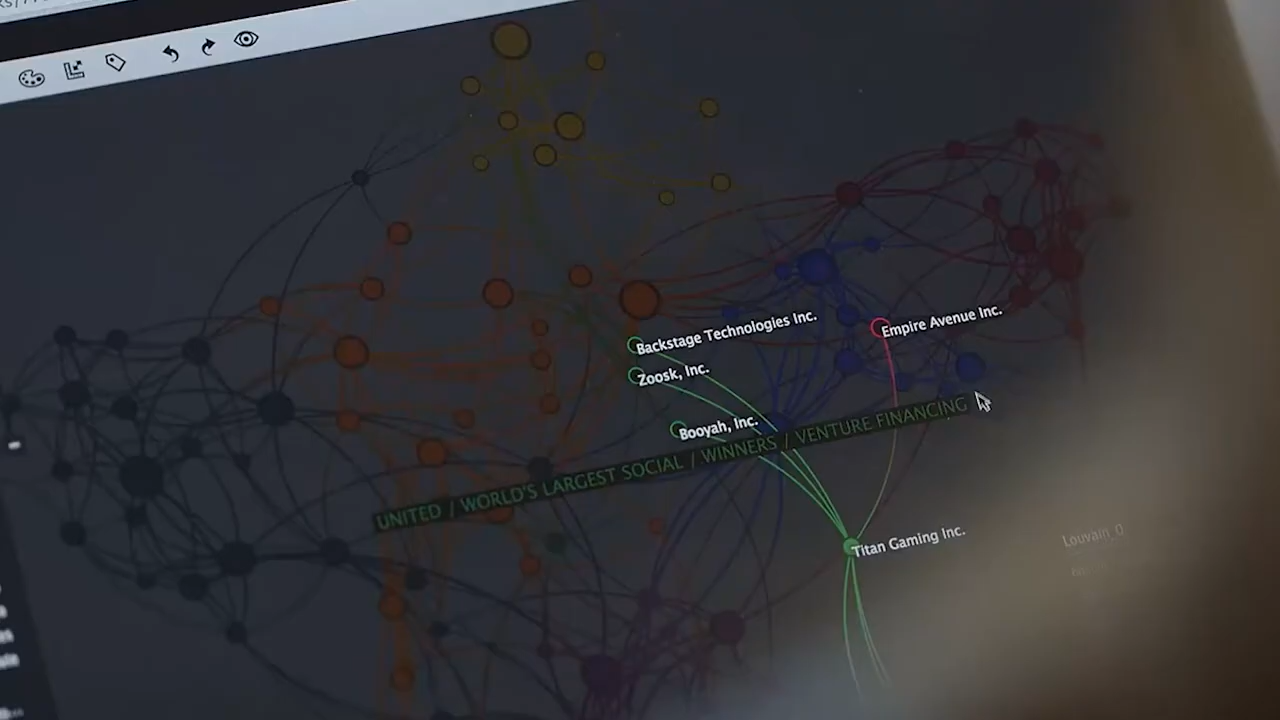 Backstage Technologies Inc.
Empire Avenue Inc.
Zoosk, Inc.
Booyah, Inc.
UNITED / WORLD'S LARGEST SOCIAL / WINNERS / VENTURE FINANCING
Titan Gaming Inc.
Louvain_0